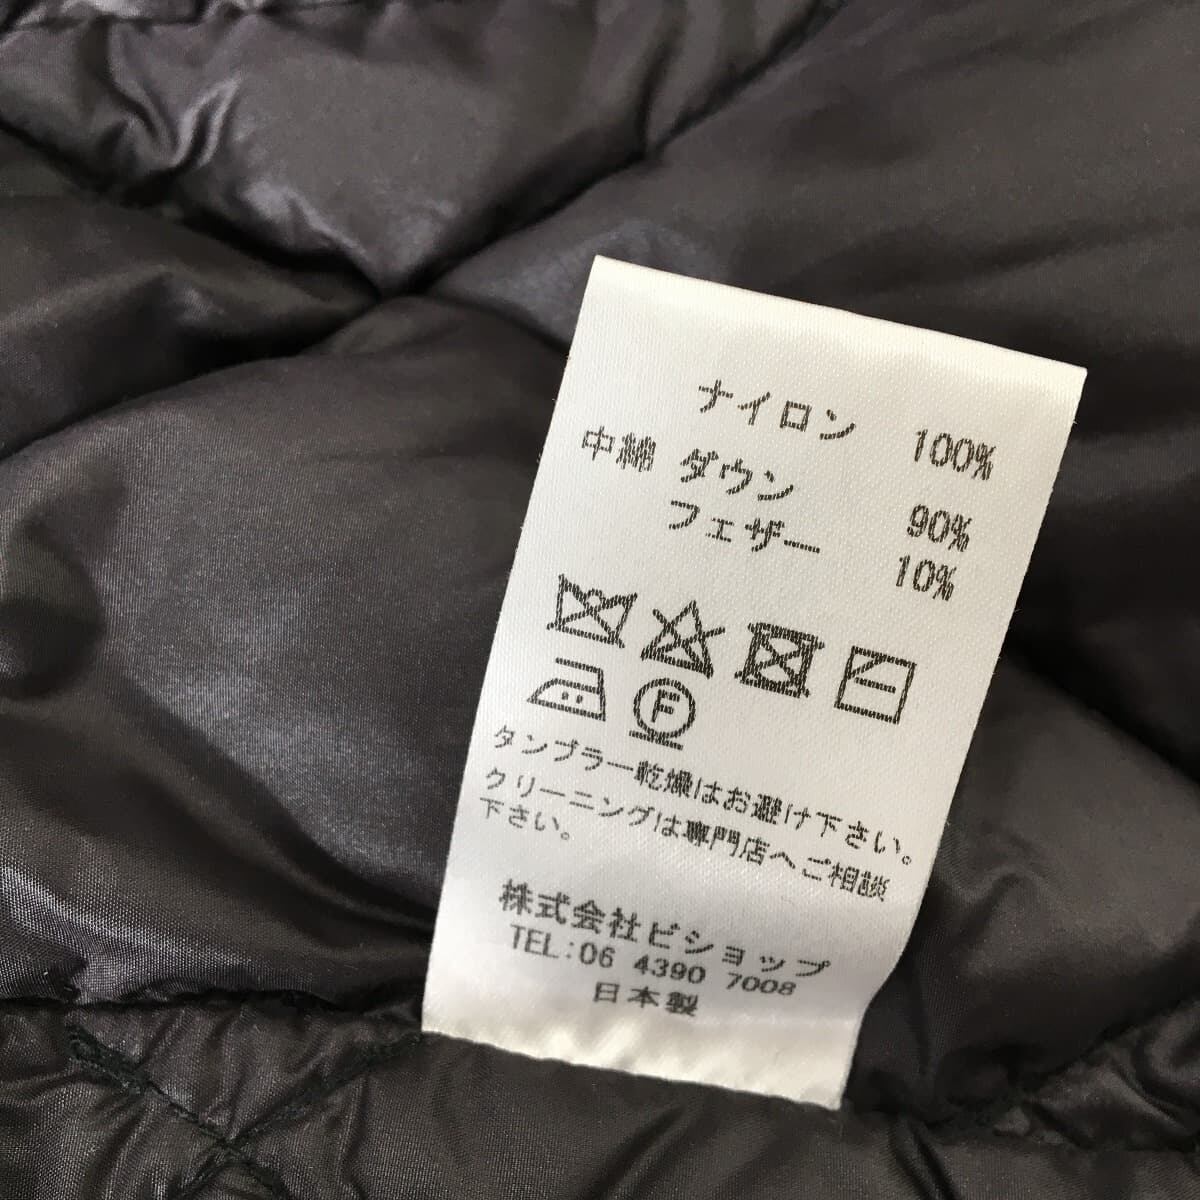 ナイロン 100%
中綿 ダウン 90%
フェザー 10%
F
タンブラー乾燥はお避け下さい。
クリーニングは専門店へご相談
下さい。
株式会社ビショップ
TEL:06 4390 7008
日本製